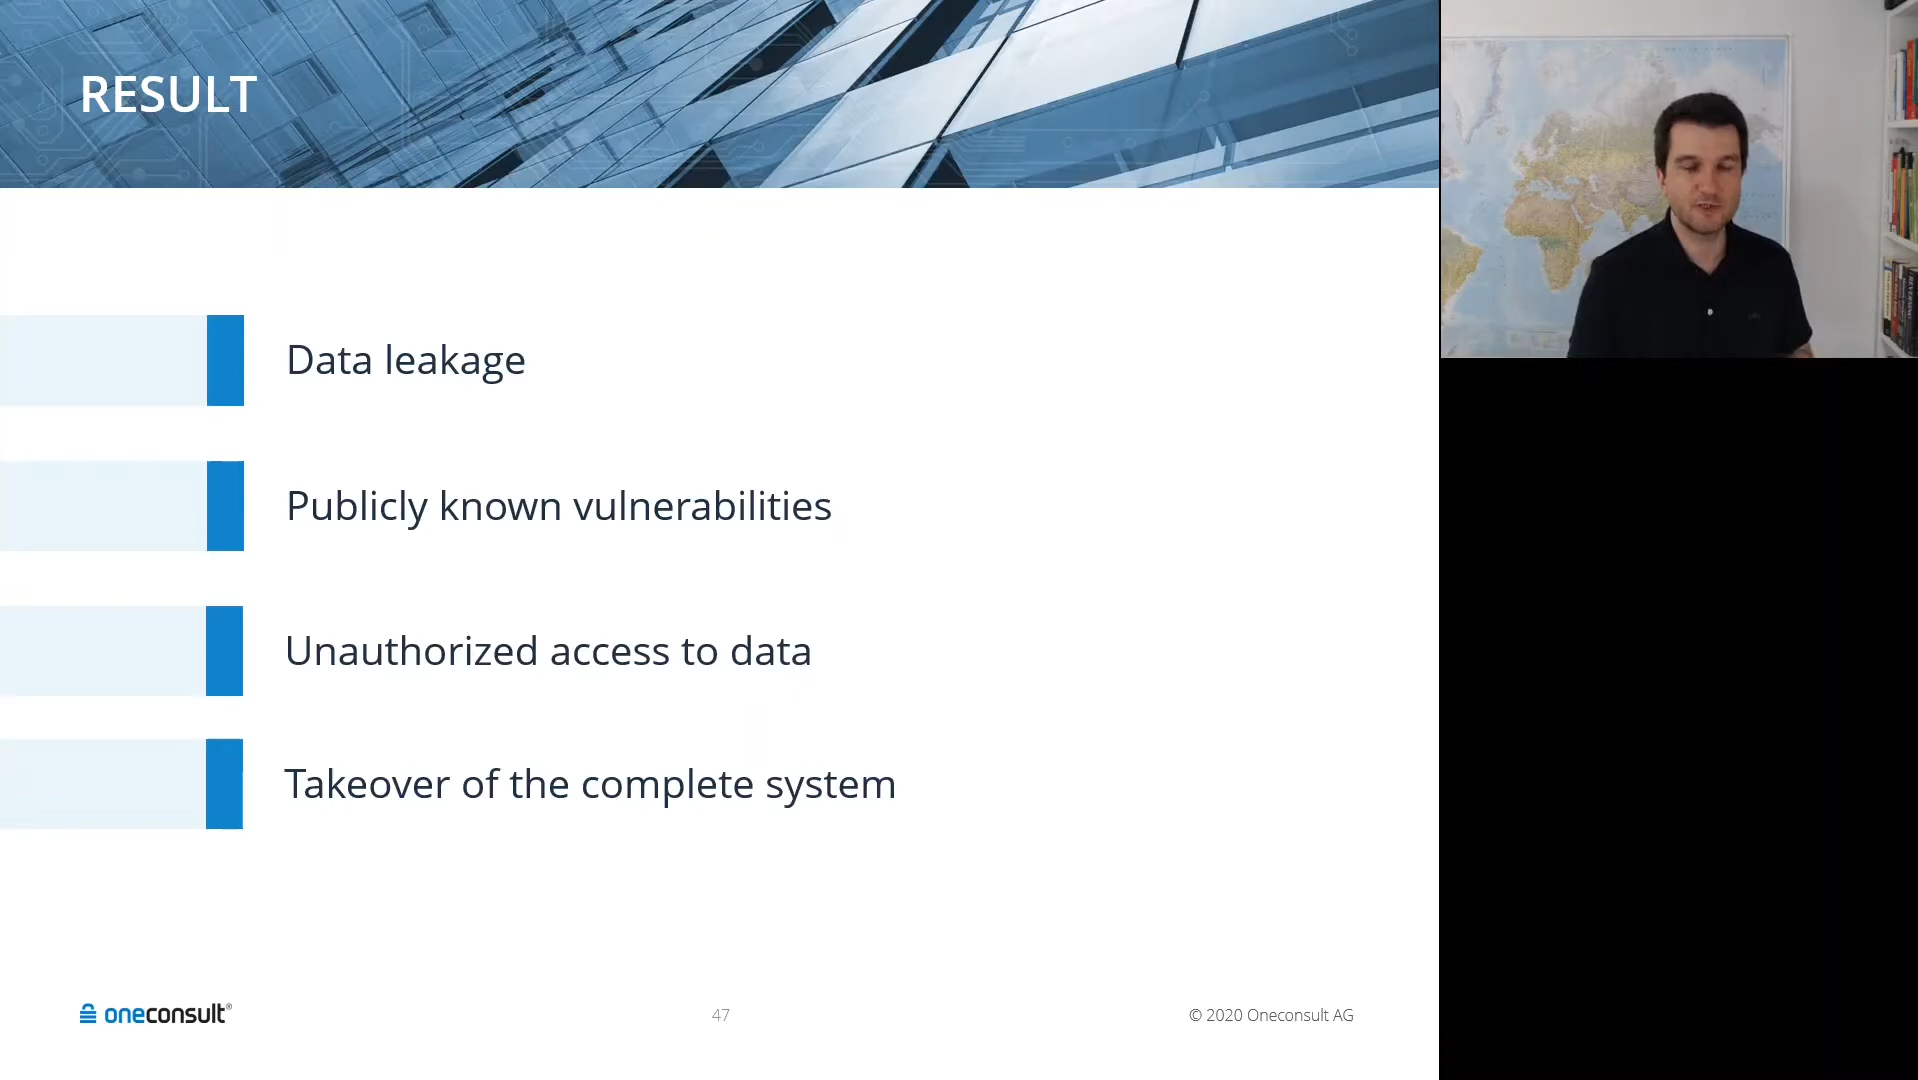 RESULT
Data leakage
Publicly known vulnerabilities
Unauthorized access to data
Takeover of the complete system
oneconsult®
47
© 2020 Oneconsult AG